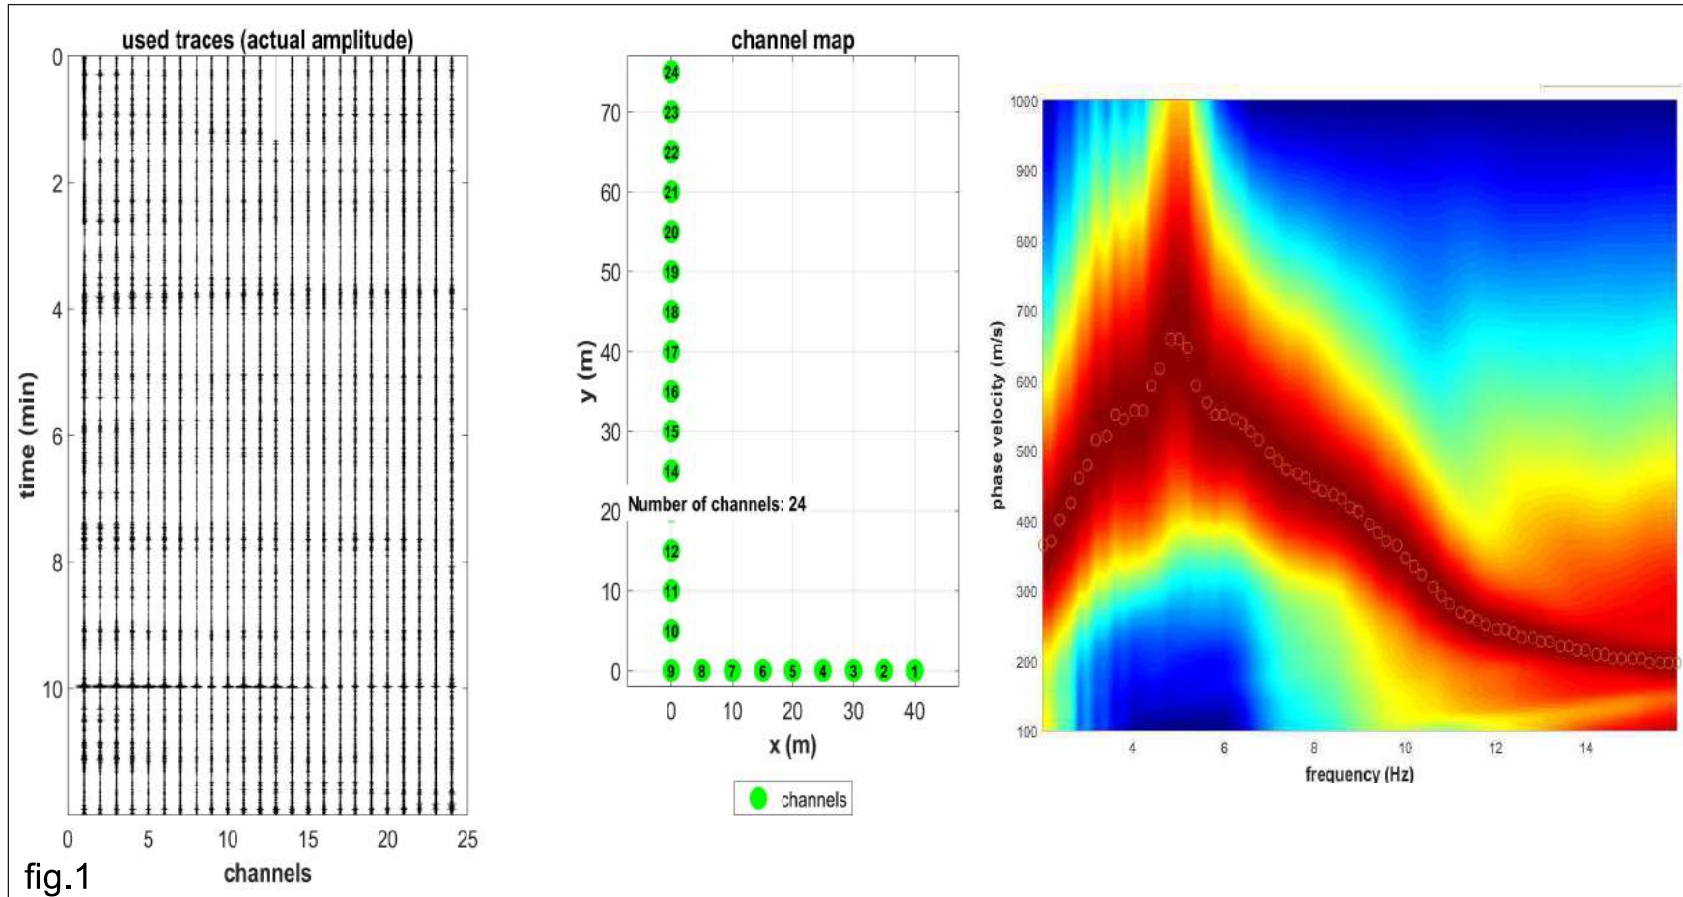 used traces (actual amplitude)
0
2
4
6
8
10
time (min)
0 5 10 15 20 25
channels
fig.1
channel map
70
60
50
40
30
20
10
0
y (m)
24
23
22
21
20
19
18
17
16
15
14
Number of channels: 24
12
11
10
9 8 7 6 5 4 3 2 1
0 10 20 30 40
x (m)
channels
1000
900
800
700
600
500
400
300
200
100
phase velocity (m/s)
4 6 8 10 12 14
frequency (Hz)